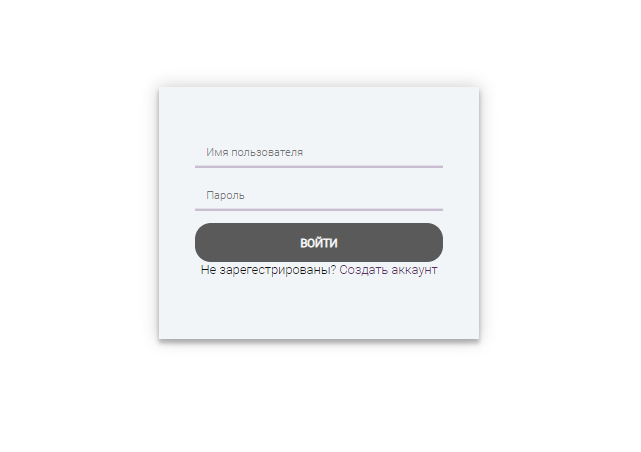 Имя пользователя
Пароль
ВОЙТИ
Не зарегестрированы? Создать аккаунт